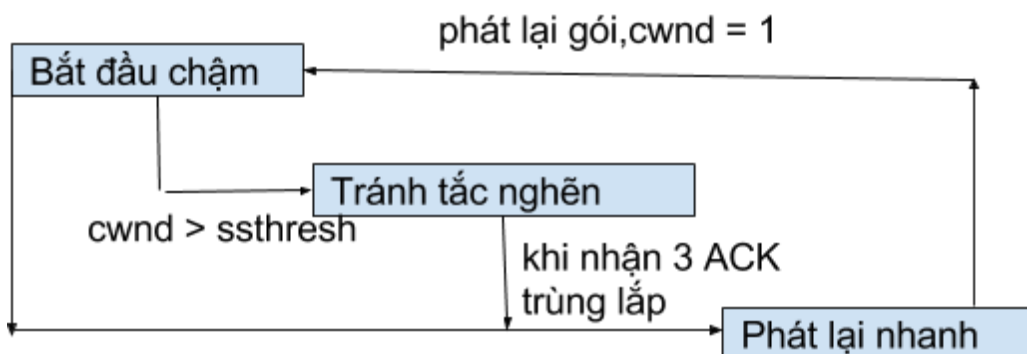 phát lại gói,cwnd = 1
Bắt đầu chậm
Tránh tắc nghẽn
cwnd > ssthresh
khi nhận 3 ACK
trùng lắp
Phát lại nhanh